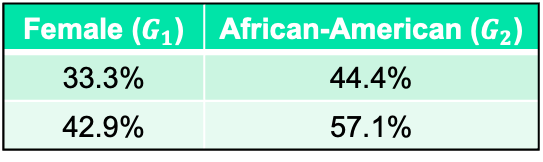 Female (G₁) African-American (G₂)
33.3% 44.4%
42.9% 57.1%